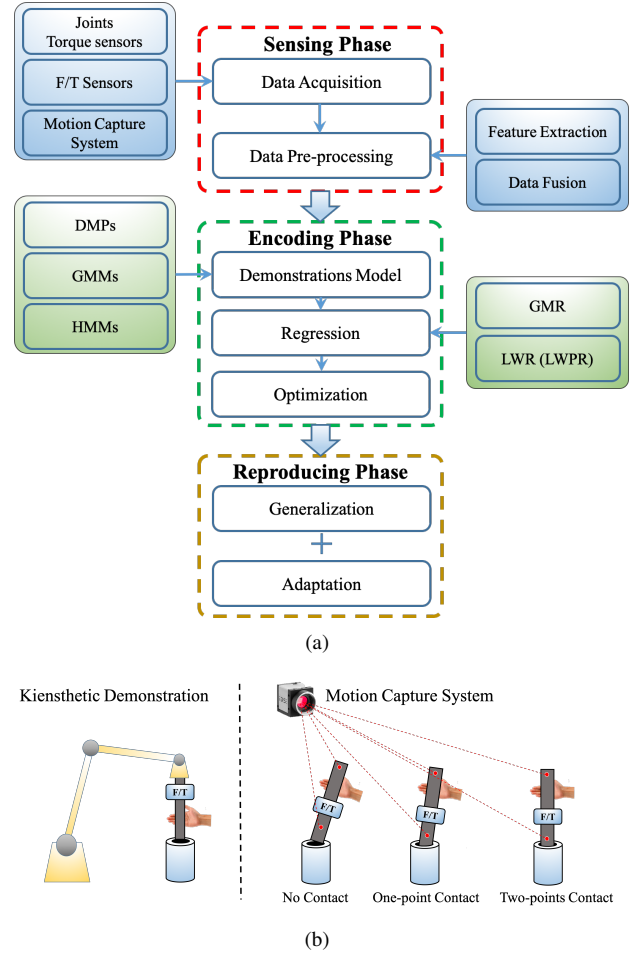 Joints
Torque sensors
F/T Sensors
Motion Capture
System
Sensing Phase
Data Acquisition
Data Pre-processing
Feature Extraction
Data Fusion
DMPs
GMMs
HMMs
Encoding Phase
Demonstrations Model
Regression
Optimization
GMR
LWR (LWPR)
Reproducing Phase
Generalization
+
Adaptation
(a)
Kiensthetic Demonstration
Motion Capture System
F/T
F/T
F/T
F/T
No Contact
One-point Contact
Two-points Contact
(b)